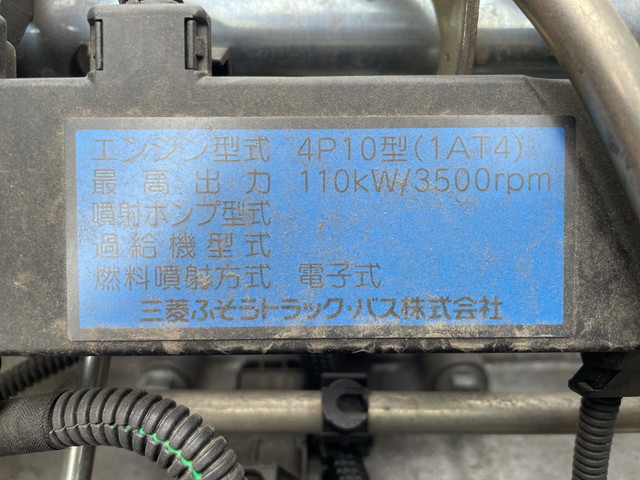 エンジン型式 4P10型(1AT4)
最高出力 110kW/3500rpm
噴射ポンプ型式
過給機型式
燃料噴射方式 電子式
三菱ふそうトラック・バス株式会社